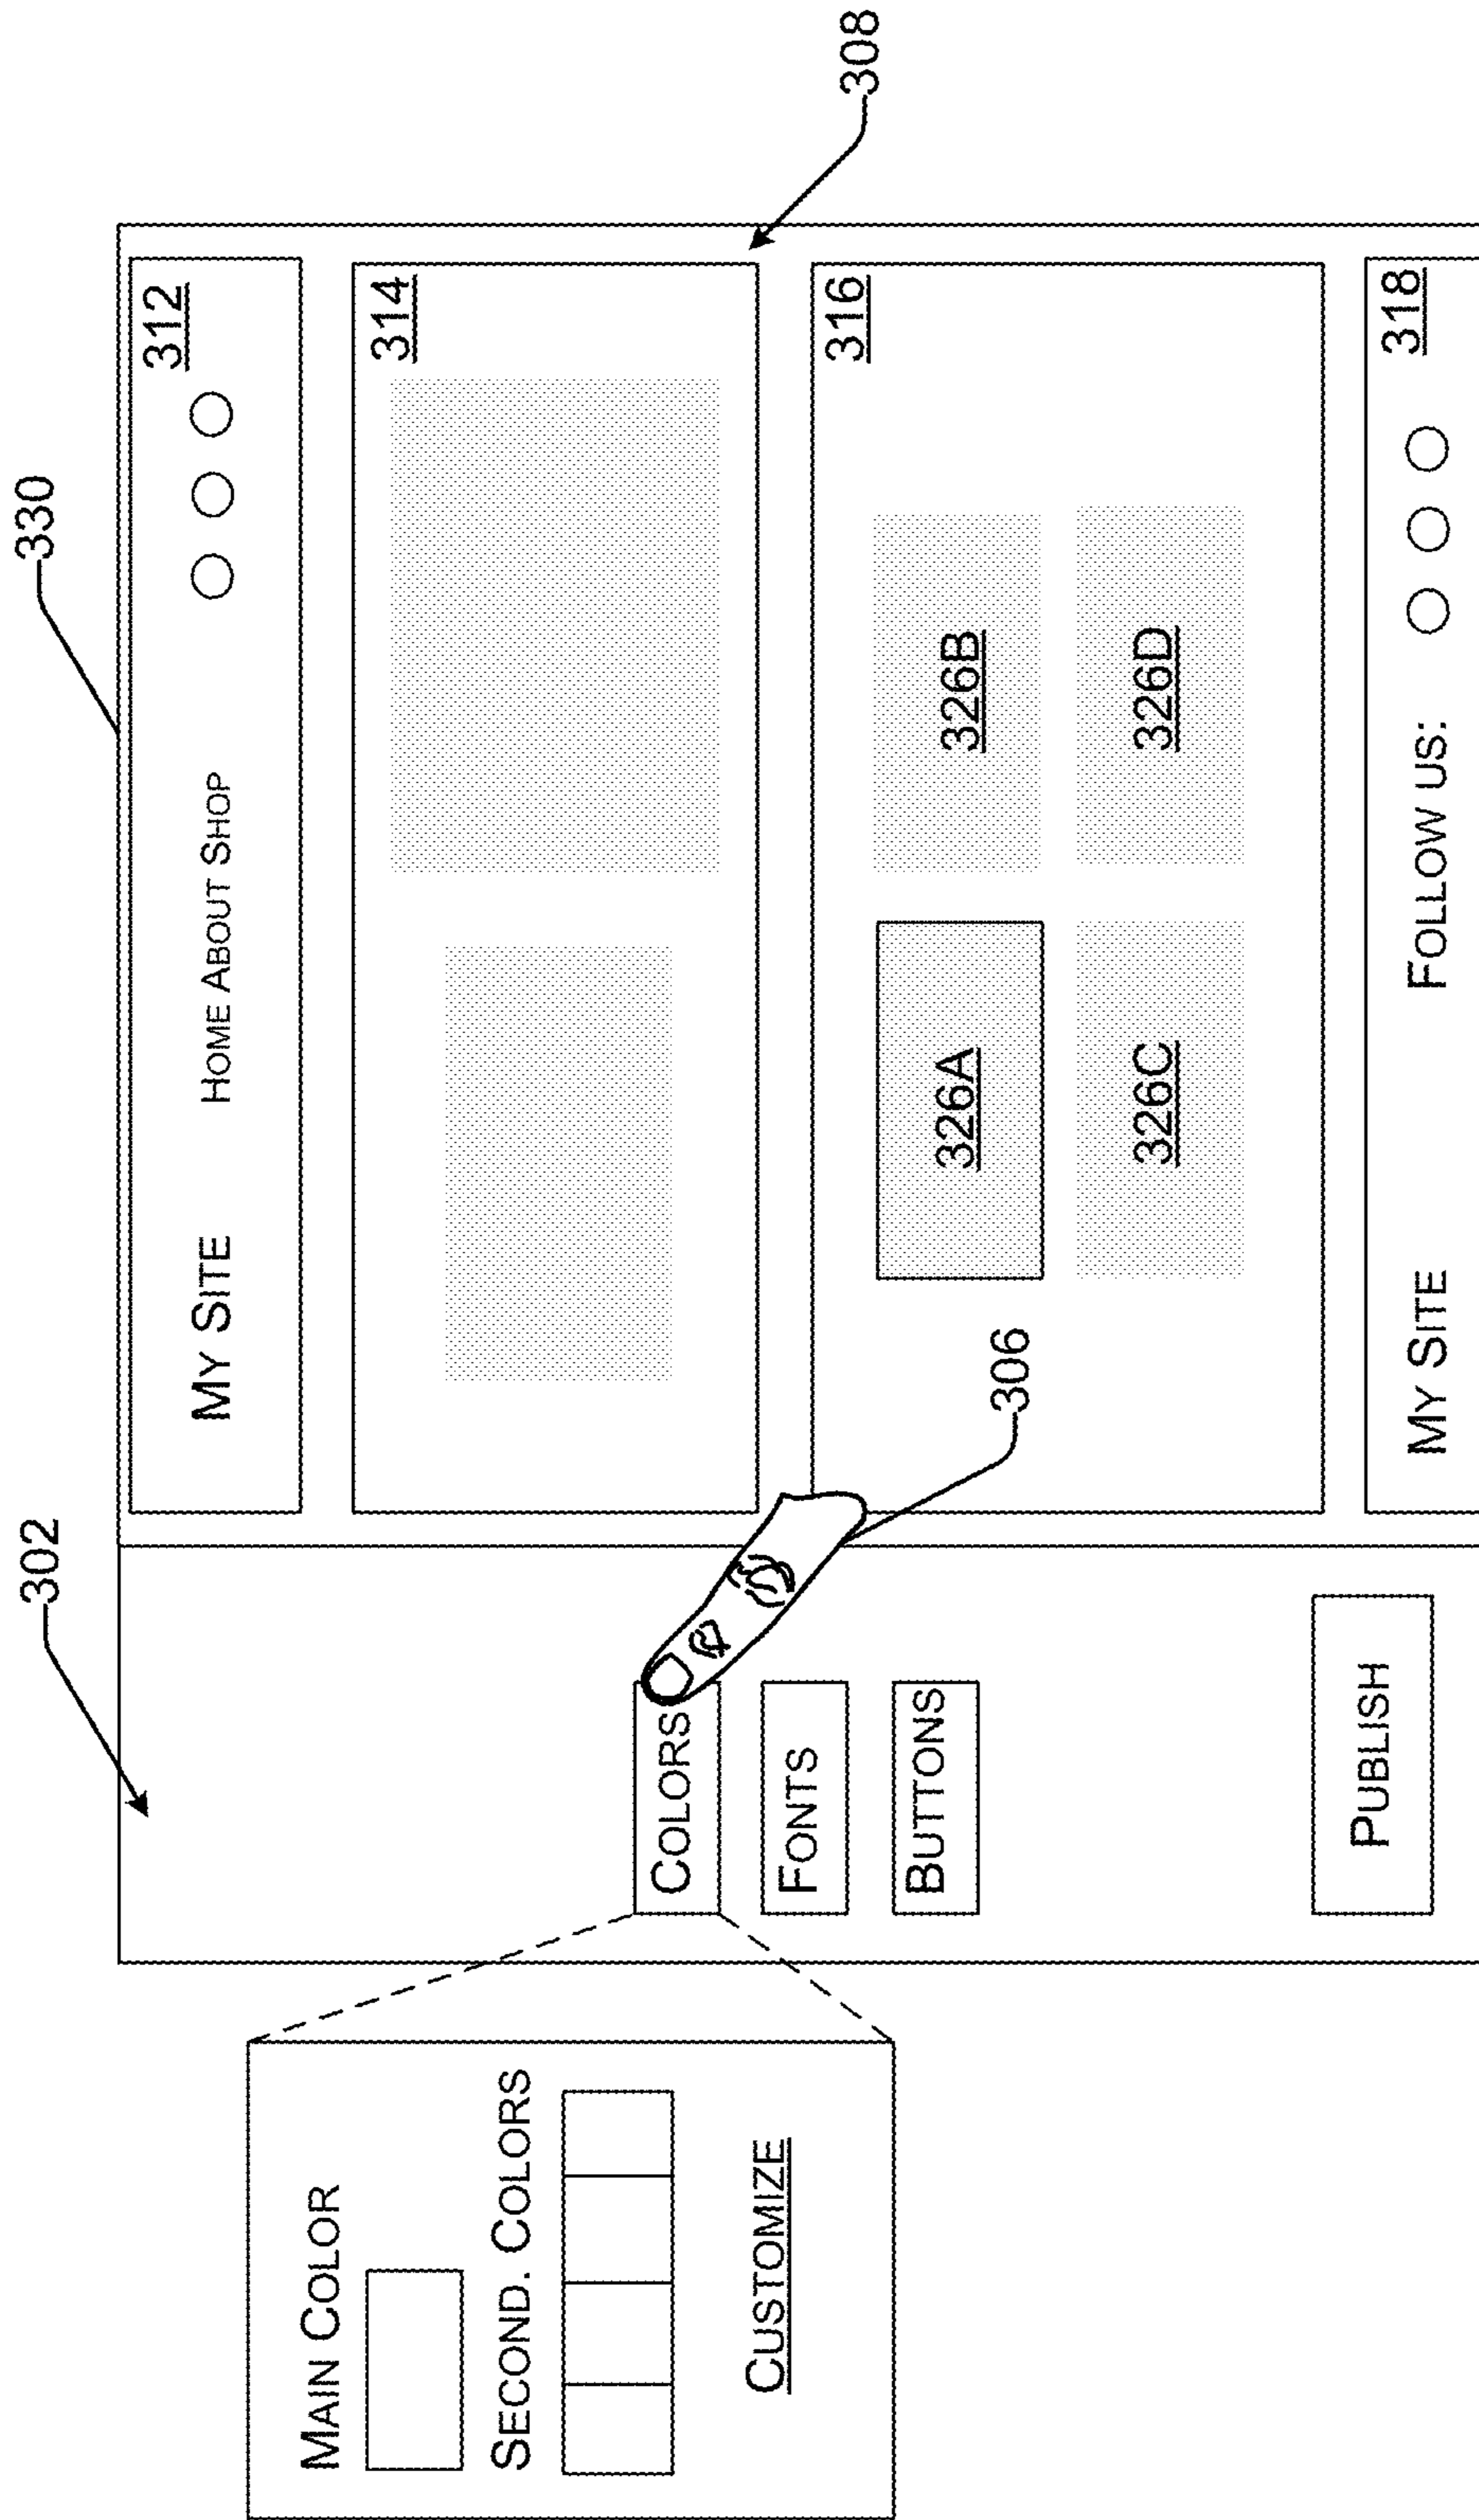 302
330
MAIN COLOR
SECOND. COLORS
CUSTOMIZE
COLORS
FONTS
BUTTONS
PUBLISH
306
MY SITE
HOME ABOUT SHOP
312
314
308
316
326A
326B
326C
326D
MY SITE
FOLLOW US:
318